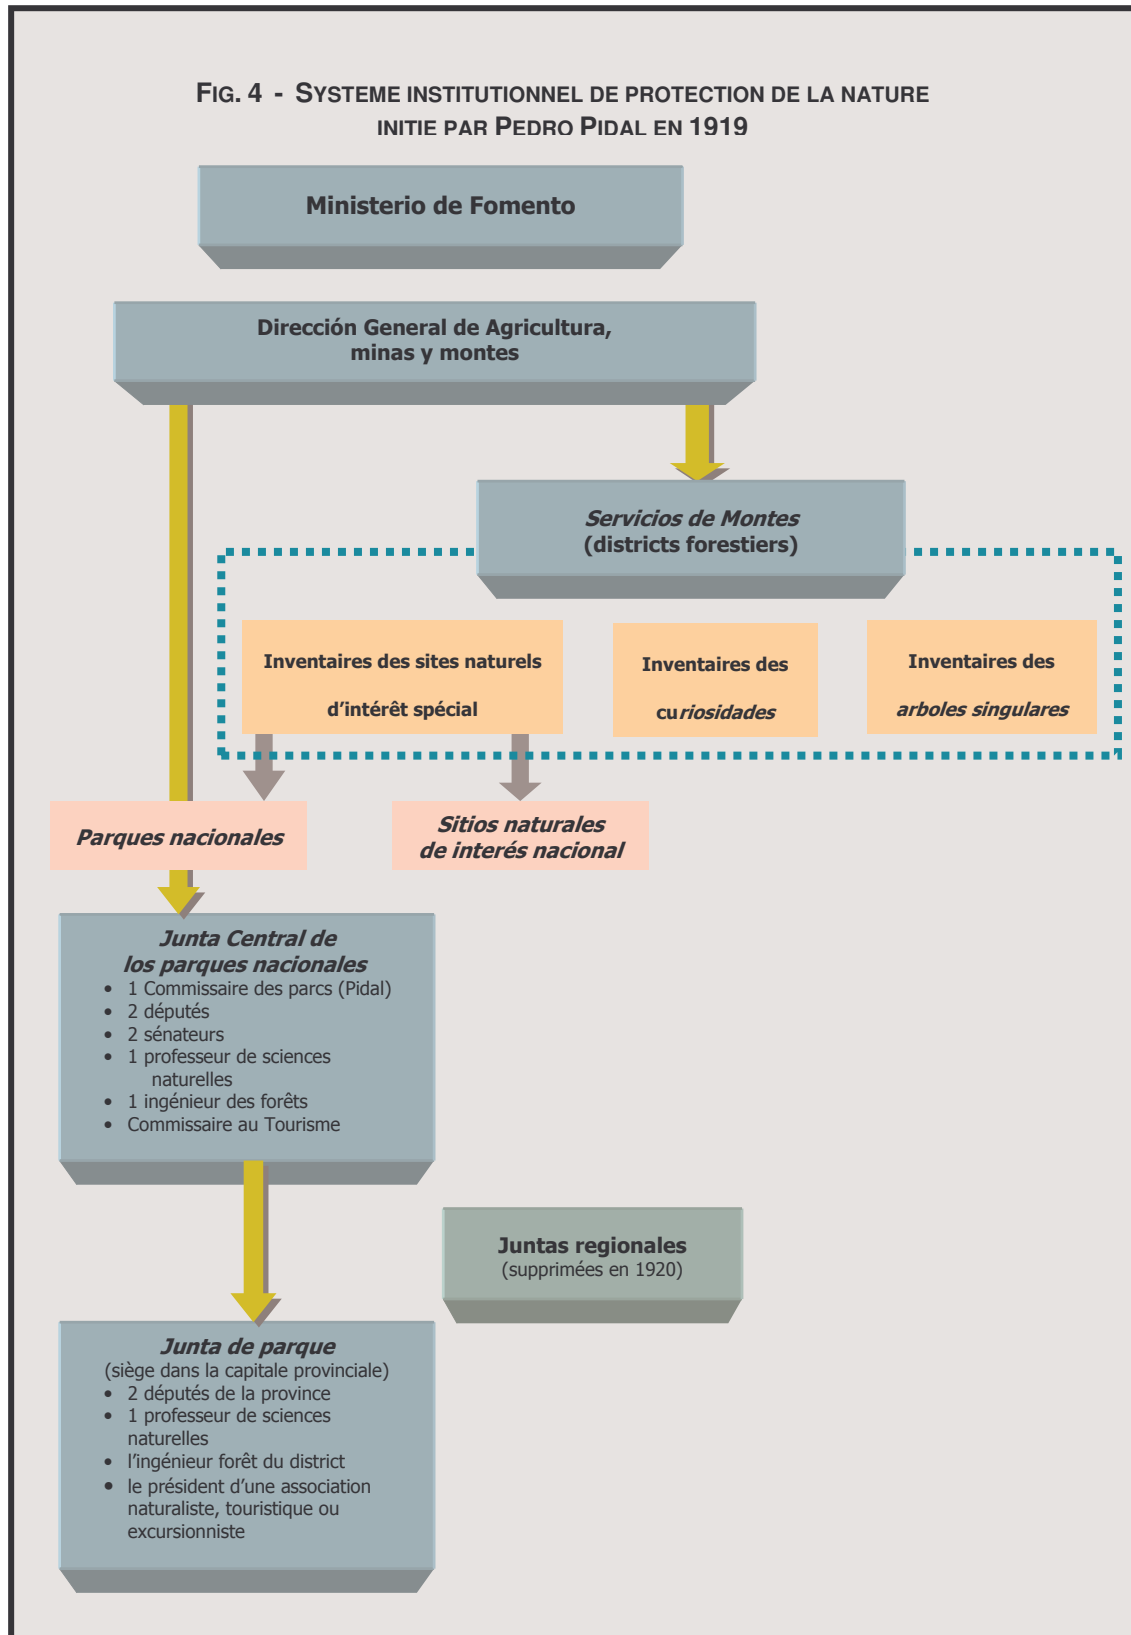 FIG. 4 - SYSTEME INSTITUTIONNEL DE PROTECTION DE LA NATURE
INITIE PAR PEDRO PIDAL EN 1919
Ministerio de Fomento
Dirección General de Agricultura,
minas y montes
Servicios de Montes
(districts forestiers)
Inventaires des sites naturels
d'intérêt spécial
Inventaires des
curiosidades
Inventaires des
arboles singulares
Parques nacionales
Sitios naturales
de interés nacional
Junta Central de
los parques nacionales
• 1 Commissaire des parcs (Pidal)
• 2 députés
• 2 sénateurs
• 1 professeur de sciences
naturelles
• 1 ingénieur des forêts
• Commissaire au Tourisme
Juntas regionales
(supprimées en 1920)
Junta de parque
(siège dans la capitale provinciale)
• 2 députés de la province
• 1 professeur de sciences
naturelles
• l'ingénieur forêt du district
• le président d'une association
naturaliste, touristique ou
excursionniste